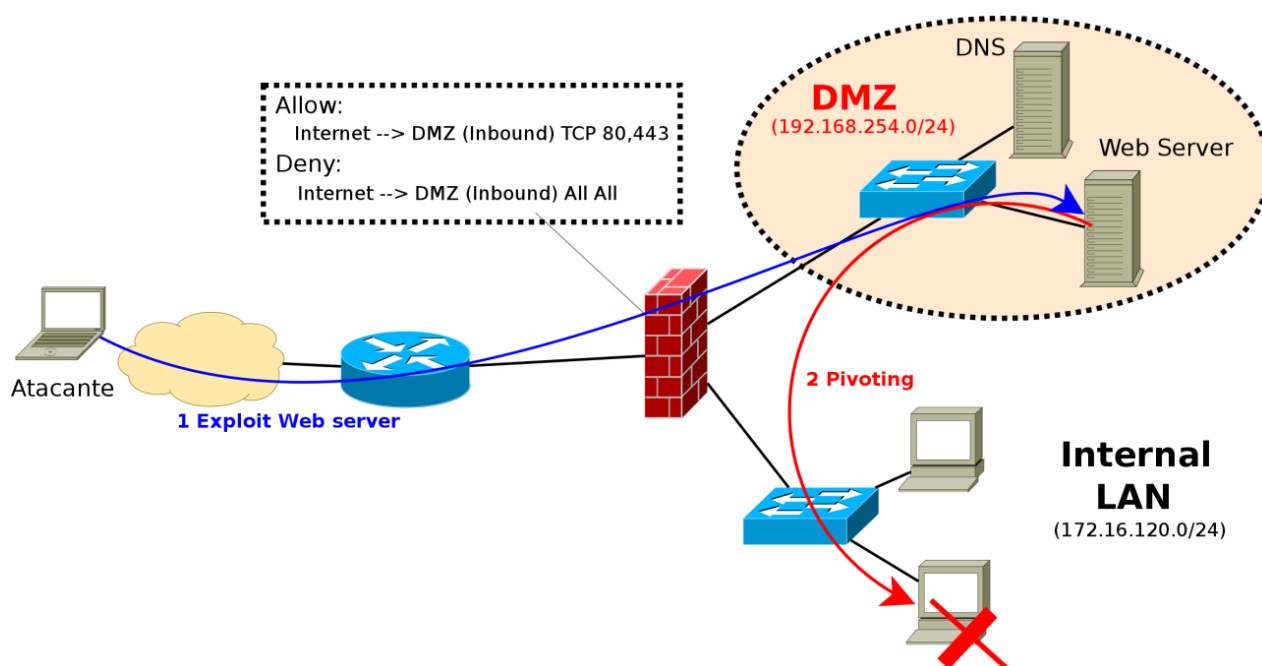 DNS
Allow:
Internet --> DMZ (Inbound) TCP 80,443
Deny:
Internet --> DMZ (Inbound) All All
DMZ
(192.168.254.0/24)
Web Server
Atacante
1 Exploit Web server
2 Pivoting
Internal
LAN
(172.16.120.0/24)